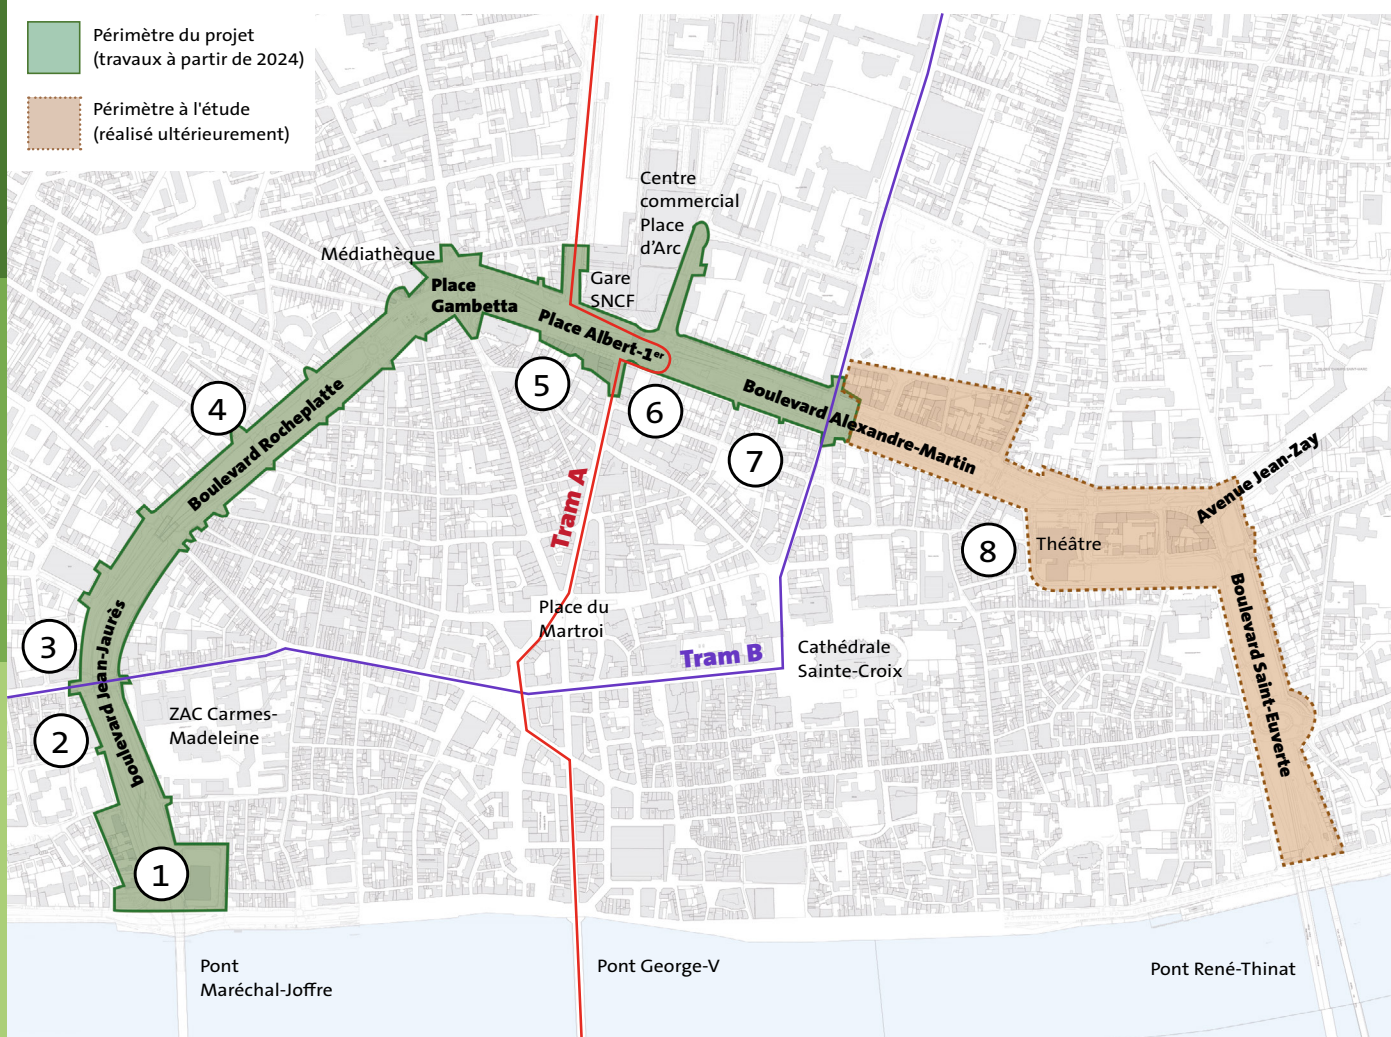 Périmètre du projet
(travaux à partir de 2024)
Périmètre à l'étude
(réalisé ultérieurement)
Centre
commercial
Place
d'Arc
Médiathèque
Gare
SNCF
Place
Gambetta
Place Albert-1er
Boulevard Alexandre-Martin
Boulevard Rocheplatte
4
5
6
7
8
Avenue Jean-Zay
Tram A
Théâtre
Boulevard Saint-Euverte
Place du
Martroi
3
boulevard Jean-Jaurès
Tram B
Cathédrale
Sainte-Croix
2
ZAC Carmes-
Madeleine
1
Pont
Maréchal-Joffre
Pont George-V
Pont René-Thinat